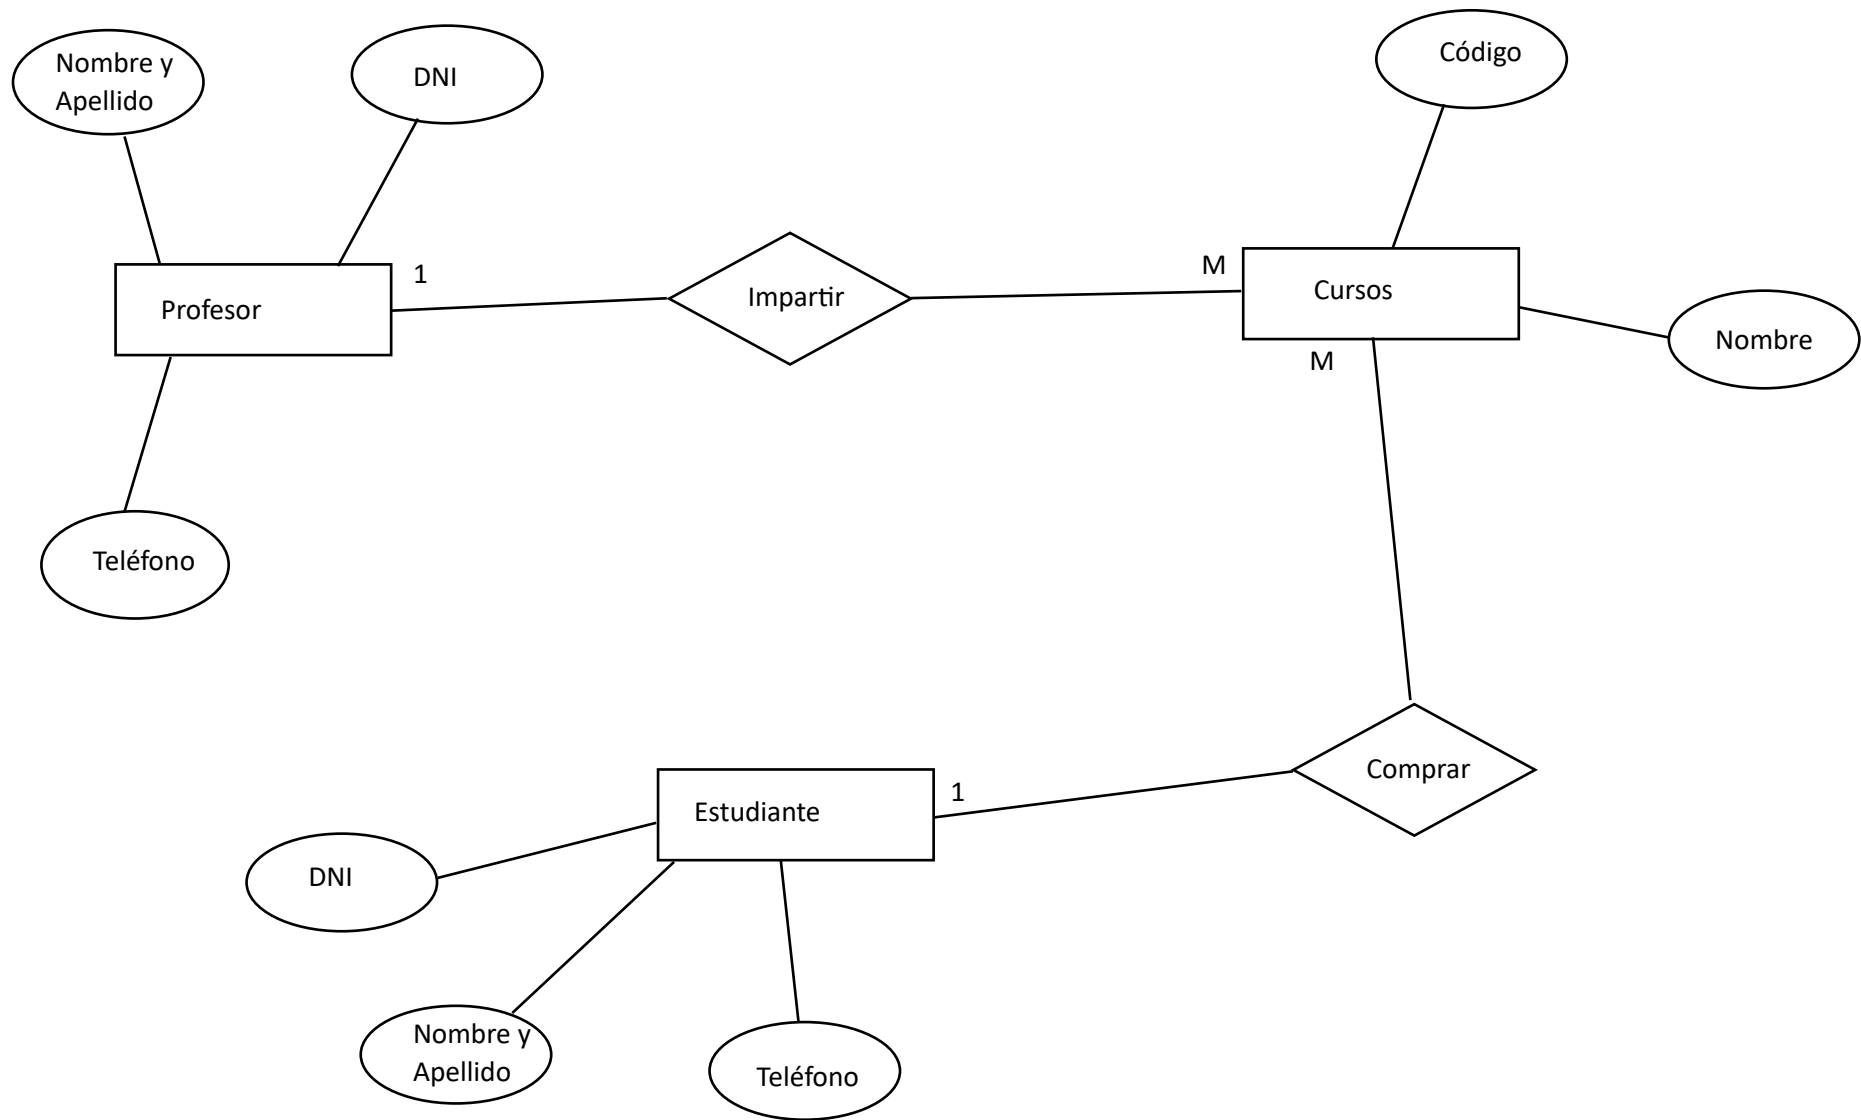 Nombre y
Apellido
DNI
Código
Profesor
1
Impartir
M
Cursos
M
Nombre
Teléfono
Estudiante
1
Comprar
DNI
Nombre y
Apellido
Teléfono